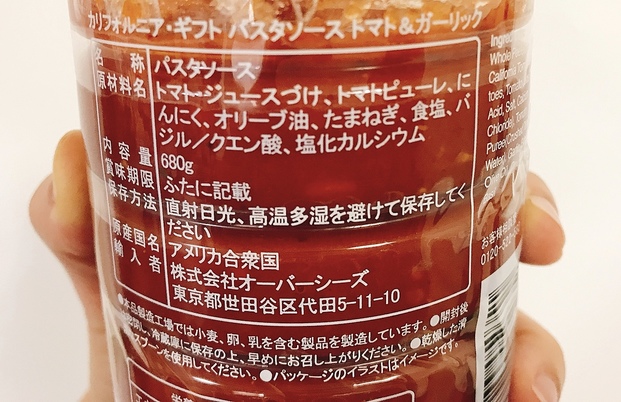 カリフォルニア・ギフト パスタソース トマト&ガーリック
名 称 パスタソース
原材料名 トマト・ジュースづけ、トマトピューレ、に
んにく、オリーブ油、たまねぎ、食塩、バ
ジル/クエン酸、塩化カルシウム
内 容 量 680g
賞味期限 ふたに記載
保存方法 直射日光、高温多湿を避けて保存してく
ださい
原産国名 アメリカ合衆国
輸 入 者 株式会社オーバーシーズ
東京都世田谷区代田5-11-10
●本品製造工場では小麦、卵、乳を含む製品を製造しています。●開封後
冷蔵庫に保存の上、早めにお召し上がりください。●乾燥した清
スプーンを使用してください。●パッケージのイラストはイメージです。
Whole
California
Acid, Salt,
Puree
Water),
お客様相談
0120-522